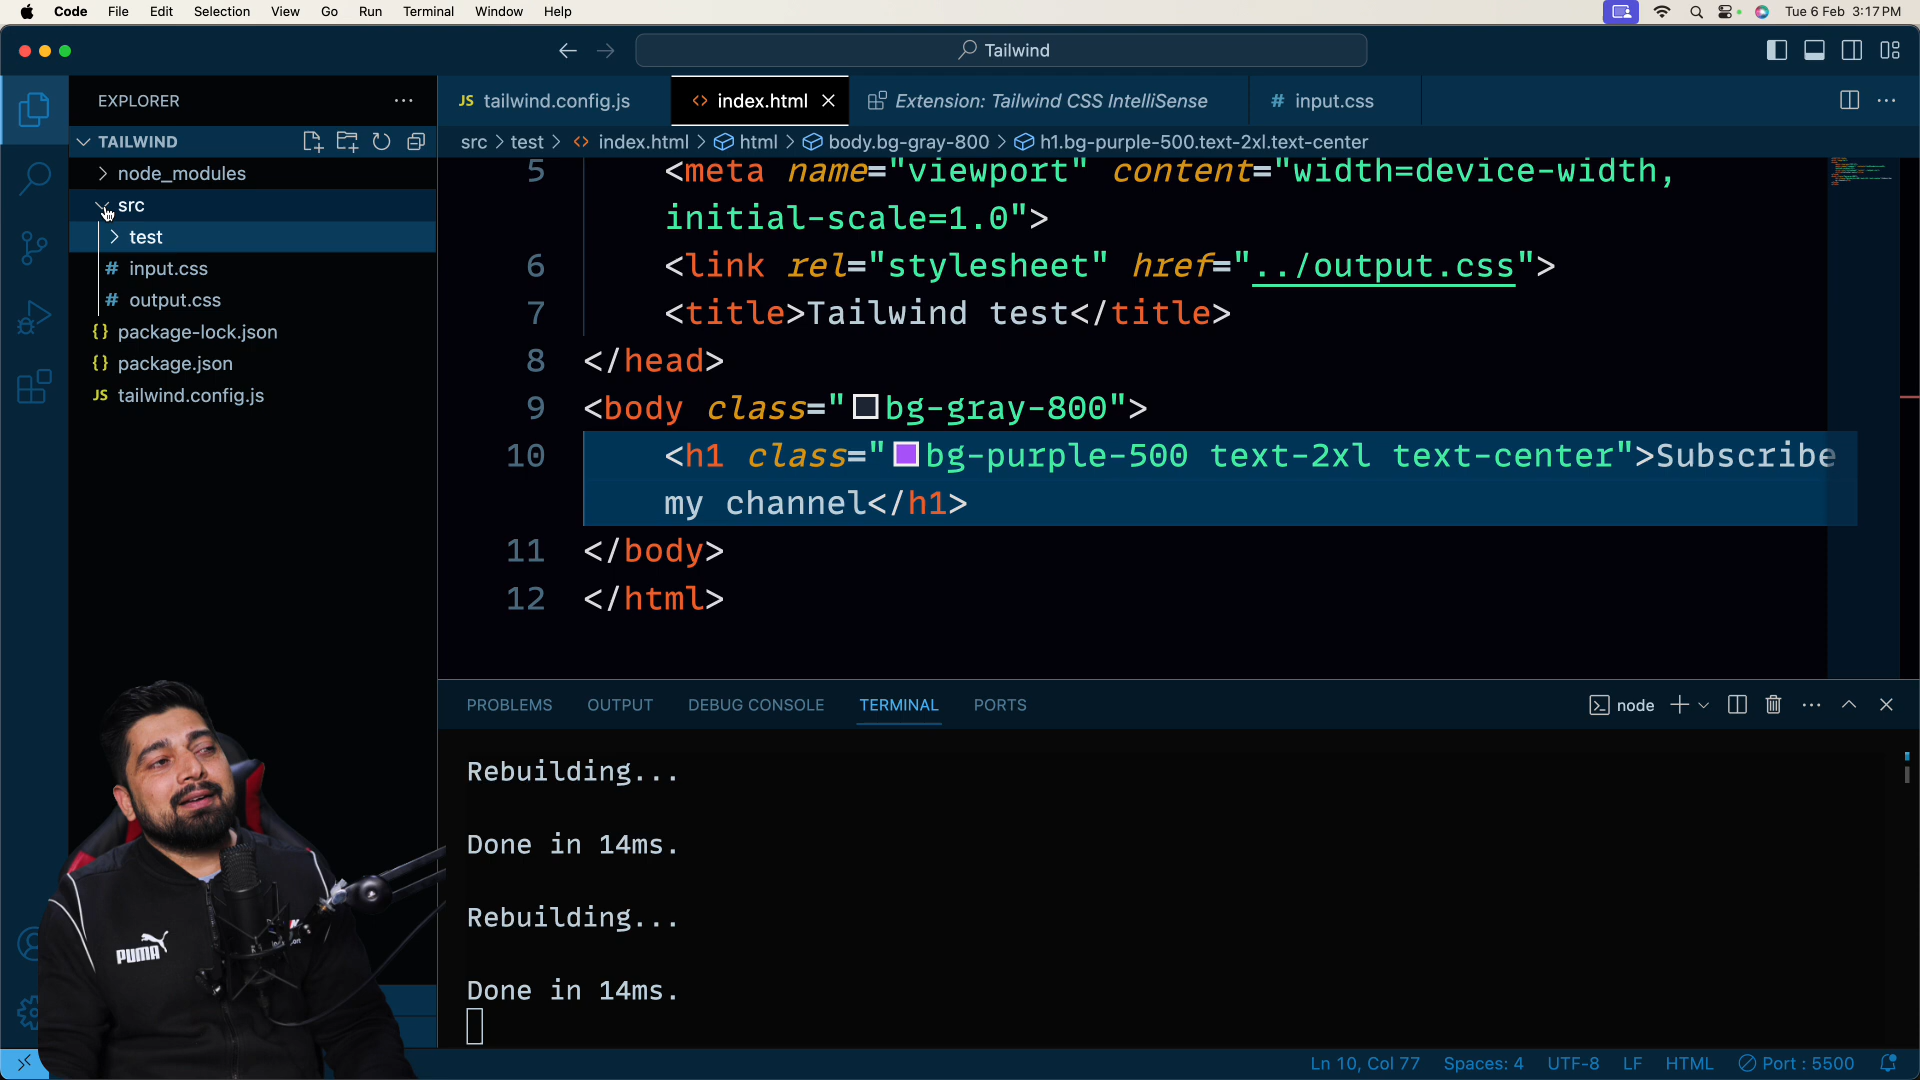 Code File Edit Selection View Go Run Terminal Window Help Tue 6 Feb 3:17 PM
Tailwind
EXPLORER
JS tailwind.config.js <> index.html Extension: Tailwind CSS IntelliSense # input.css
TAILWIND
src > test > <> index.html > html > body.bg-gray-800 > h1.bg-purple-500.text-2xl.text-center
node_modules
src
test
# input.css
# output.css
{} package-lock.json
{} package.json
JS tailwind.config.js
5 <meta name="viewport" content="width=device-width,
initial-scale=1.0">
6 <link rel="stylesheet" href="../output.css">
7 <title>Tailwind test</title>
8 </head>
9 <body class="bg-gray-800">
10 <h1 class="bg-purple-500 text-2xl text-center">Subscribe
my channel</h1>
11 </body>
12 </html>
PROBLEMS OUTPUT DEBUG CONSOLE TERMINAL PORTS node
Rebuilding...
Done in 14ms.
Rebuilding...
Done in 14ms.
PUMA
Ln 10, Col 77 Spaces: 4 UTF-8 LF HTML Port : 5500